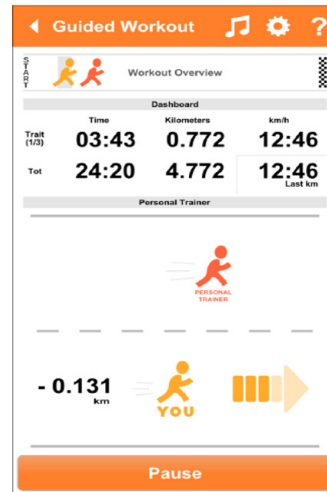 Guided Workout ?
START
Workout Overview
Dashboard
Time Kilometers km/h
Trait (1/3) 03:43 0.772 12:46
Tot 24:20 4.772 12:46
Last km
Personal Trainer
PERSONAL
TRAINER
- 0.131
km
YOU
Pause